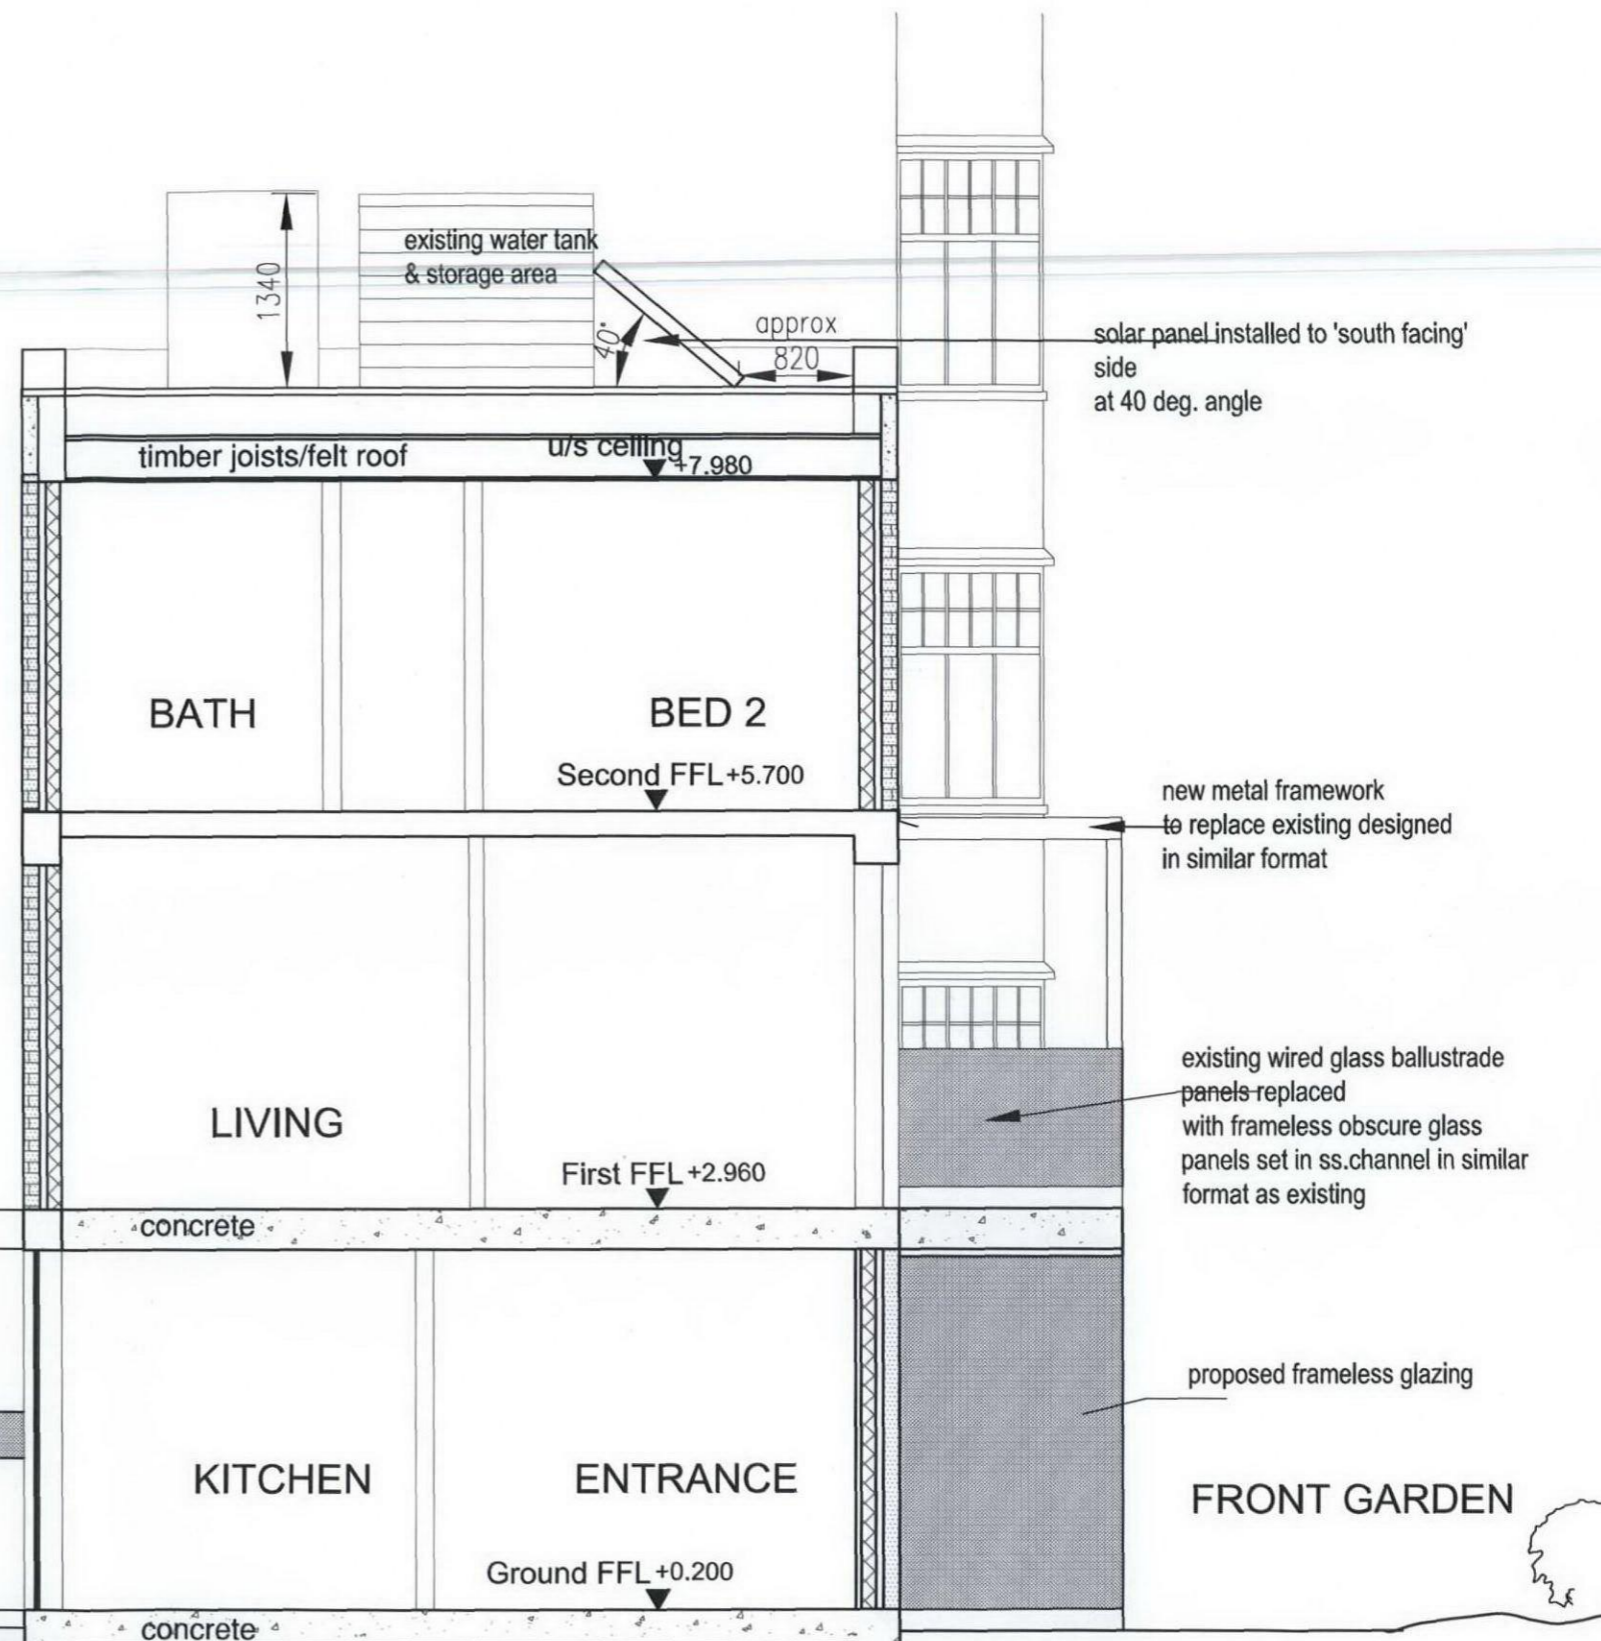 existing water tank
& storage area
1340
40°
approx
820
solar panel installed to 'south facing'
side
at 40 deg. angle
timber joists/felt roof
u/s ceiling
+7.980
BATH
BED 2
Second FFL +5.700
new metal framework
to replace existing designed
in similar format
existing wired glass ballustrade
panels replaced
with frameless obscure glass
panels set in ss.channel in similar
format as existing
LIVING
First FFL +2.960
concrete
proposed frameless glazing
KITCHEN
ENTRANCE
FRONT GARDEN
Ground FFL +0.200
concrete